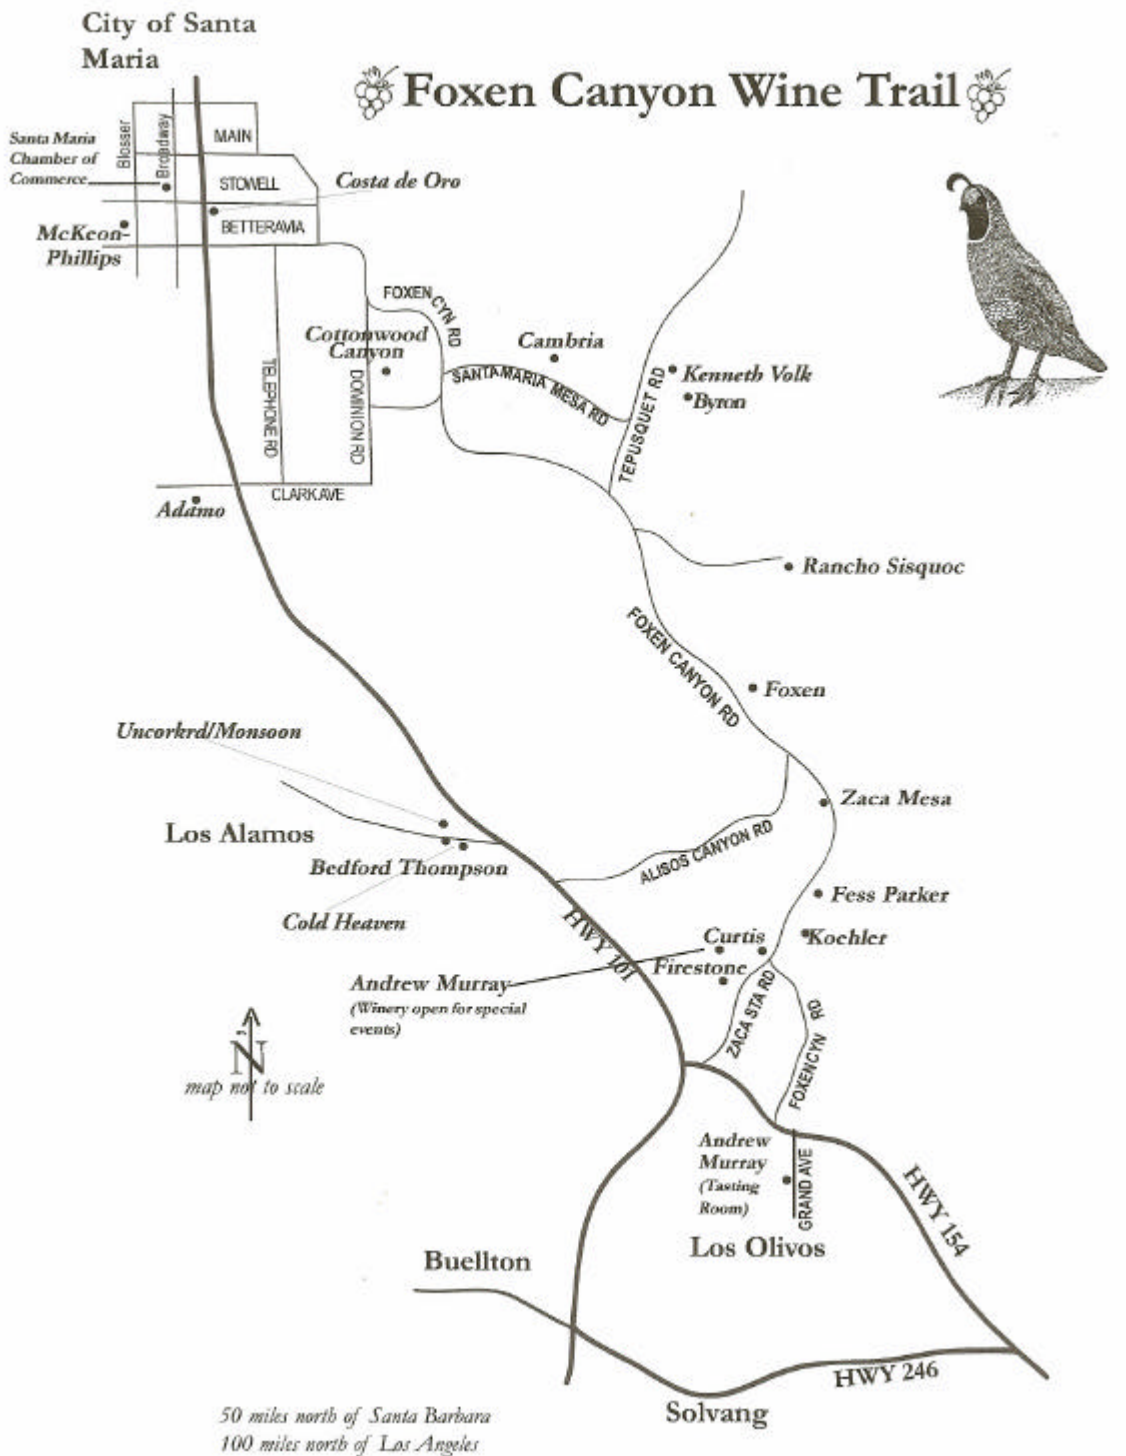 City of Santa
Maria
Foxen Canyon Wine Trail
Santa Maria
Chamber of
Commerce
Blosser
Broadway
MAIN
STOWELL
BETTERAVIA
Costa de Oro
McKeon-
Phillips
FOXEN CYN RD
Cottonwood
Canyon
Cambria
SANTA MARIA MESA RD
Kenneth Volk
Byron
TEPUSQUET RD
TELEPHONE RD
DOMINION RD
CLARK AVE
Adamo
Rancho Sisquoc
FOXEN CANYON RD
Foxen
Uncorkrd/Monsoon
Zaca Mesa
Los Alamos
ALISOS CANYON RD
Bedford Thompson
Fess Parker
Cold Heaven
HWY 101
Curtis
Koehler
Firestone
Andrew Murray
(Winery open for special
events)
ZACA STA RD
FOXEN CYN RD
N
map not to scale
Andrew
Murray
(Tasting
Room)
GRAND AVE
HWY 154
Los Olivos
Buellton
HWY 246
Solvang
50 miles north of Santa Barbara
100 miles north of Los Angeles